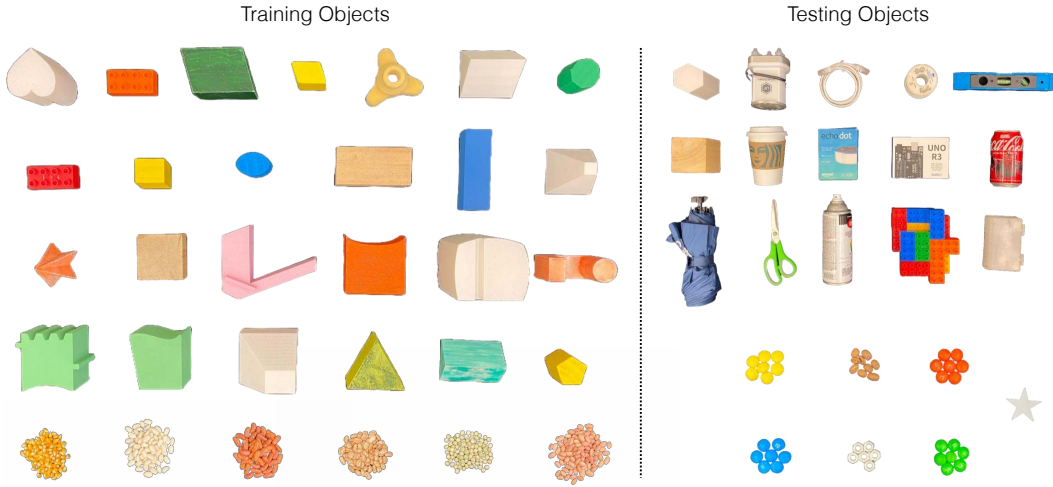 Training Objects
Testing Objects
echo dot
UNO
R3
Coca-Cola